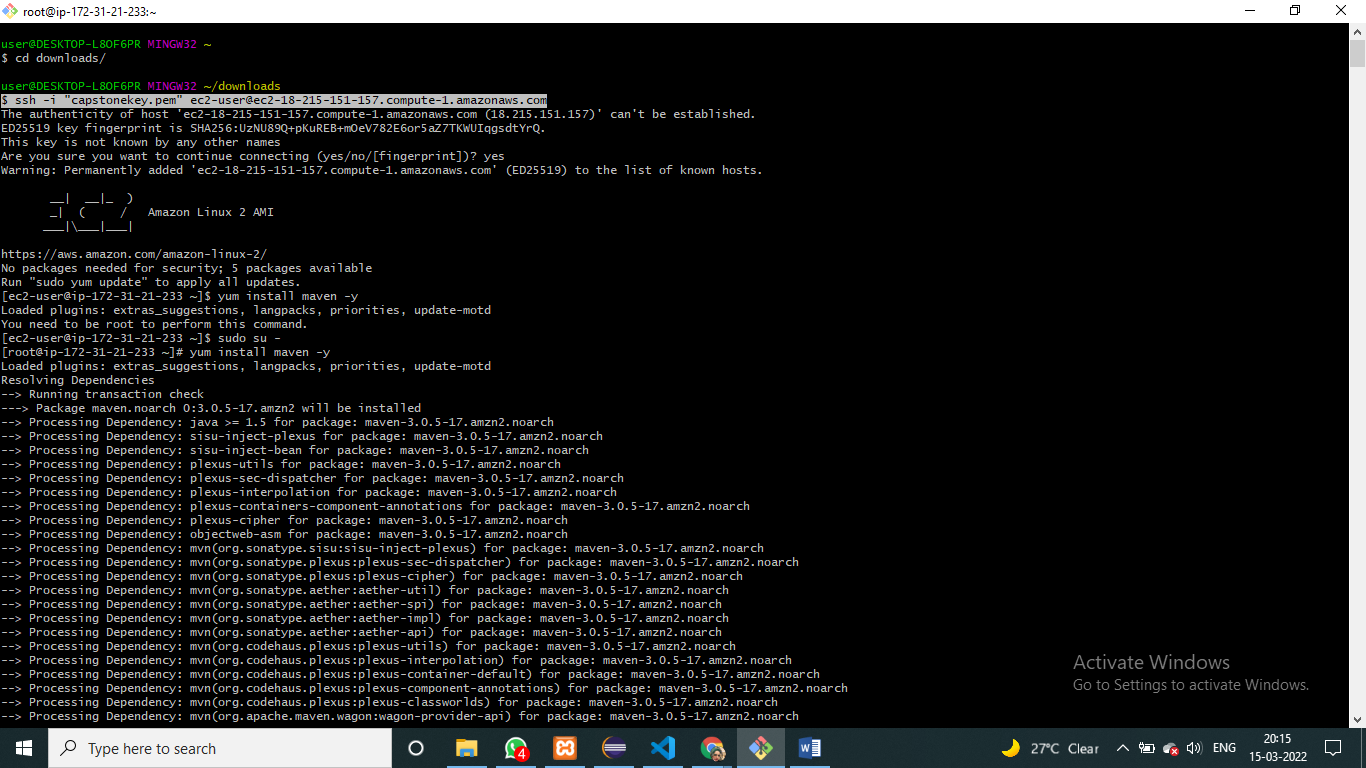 root@ip-172-31-21-233:~
user@DESKTOP-L8OF6PR MINGW32 ~
$ cd downloads/
user@DESKTOP-L8OF6PR MINGW32 ~/downloads
$ ssh -i "capstonekey.pem" ec2-user@ec2-18-215-151-157.compute-1.amazonaws.com
The authenticity of host 'ec2-18-215-151-157.compute-1.amazonaws.com (18.215.151.157)' can't be established.
ED25519 key fingerprint is SHA256:UzNU89Q+pKuREB+mOeV782E6or5aZ7TKWUIqgsdtYrQ.
This key is not known by any other names
Are you sure you want to continue connecting (yes/no/[fingerprint])? yes
Warning: Permanently added 'ec2-18-215-151-157.compute-1.amazonaws.com' (ED25519) to the list of known hosts.
       __|  __|_  )
       _|  (     /   Amazon Linux 2 AMI
      ___|\___|___|
https://aws.amazon.com/amazon-linux-2/
No packages needed for security; 5 packages available
Run "sudo yum update" to apply all updates.
[ec2-user@ip-172-31-21-233 ~]$ yum install maven -y
Loaded plugins: extras_suggestions, langpacks, priorities, update-motd
You need to be root to perform this command.
[ec2-user@ip-172-31-21-233 ~]$ sudo su -
[root@ip-172-31-21-233 ~]# yum install maven -y
Loaded plugins: extras_suggestions, langpacks, priorities, update-motd
Resolving Dependencies
--> Running transaction check
---> Package maven.noarch 0:3.0.5-17.amzn2 will be installed
--> Processing Dependency: java >= 1.5 for package: maven-3.0.5-17.amzn2.noarch
--> Processing Dependency: sisu-inject-plexus for package: maven-3.0.5-17.amzn2.noarch
--> Processing Dependency: sisu-inject-bean for package: maven-3.0.5-17.amzn2.noarch
--> Processing Dependency: plexus-utils for package: maven-3.0.5-17.amzn2.noarch
--> Processing Dependency: plexus-sec-dispatcher for package: maven-3.0.5-17.amzn2.noarch
--> Processing Dependency: plexus-interpolation for package: maven-3.0.5-17.amzn2.noarch
--> Processing Dependency: plexus-containers-component-annotations for package: maven-3.0.5-17.amzn2.noarch
--> Processing Dependency: plexus-cipher for package: maven-3.0.5-17.amzn2.noarch
--> Processing Dependency: objectweb-asm for package: maven-3.0.5-17.amzn2.noarch
--> Processing Dependency: mvn(org.sonatype.sisu:sisu-inject-plexus) for package: maven-3.0.5-17.amzn2.noarch
--> Processing Dependency: mvn(org.sonatype.plexus:plexus-sec-dispatcher) for package: maven-3.0.5-17.amzn2.noarch
--> Processing Dependency: mvn(org.sonatype.plexus:plexus-cipher) for package: maven-3.0.5-17.amzn2.noarch
--> Processing Dependency: mvn(org.sonatype.aether:aether-util) for package: maven-3.0.5-17.amzn2.noarch
--> Processing Dependency: mvn(org.sonatype.aether:aether-spi) for package: maven-3.0.5-17.amzn2.noarch
--> Processing Dependency: mvn(org.sonatype.aether:aether-impl) for package: maven-3.0.5-17.amzn2.noarch
--> Processing Dependency: mvn(org.sonatype.aether:aether-api) for package: maven-3.0.5-17.amzn2.noarch
--> Processing Dependency: mvn(org.codehaus.plexus:plexus-utils) for package: maven-3.0.5-17.amzn2.noarch
--> Processing Dependency: mvn(org.codehaus.plexus:plexus-interpolation) for package: maven-3.0.5-17.amzn2.noarch
--> Processing Dependency: mvn(org.codehaus.plexus:plexus-container-default) for package: maven-3.0.5-17.amzn2.noarch
--> Processing Dependency: mvn(org.codehaus.plexus:plexus-component-annotations) for package: maven-3.0.5-17.amzn2.noarch
--> Processing Dependency: mvn(org.codehaus.plexus:plexus-classworlds) for package: maven-3.0.5-17.amzn2.noarch
--> Processing Dependency: mvn(org.apache.maven.wagon:wagon-provider-api) for package: maven-3.0.5-17.amzn2.noarch
Activate Windows
Go to Settings to activate Windows.
Type here to search
4
27°C Clear
ENG
20:15
15-03-2022